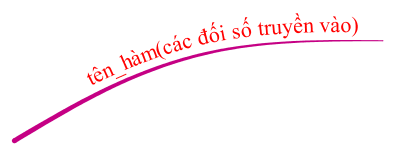 tên_hàm(các đối số truyền vào)